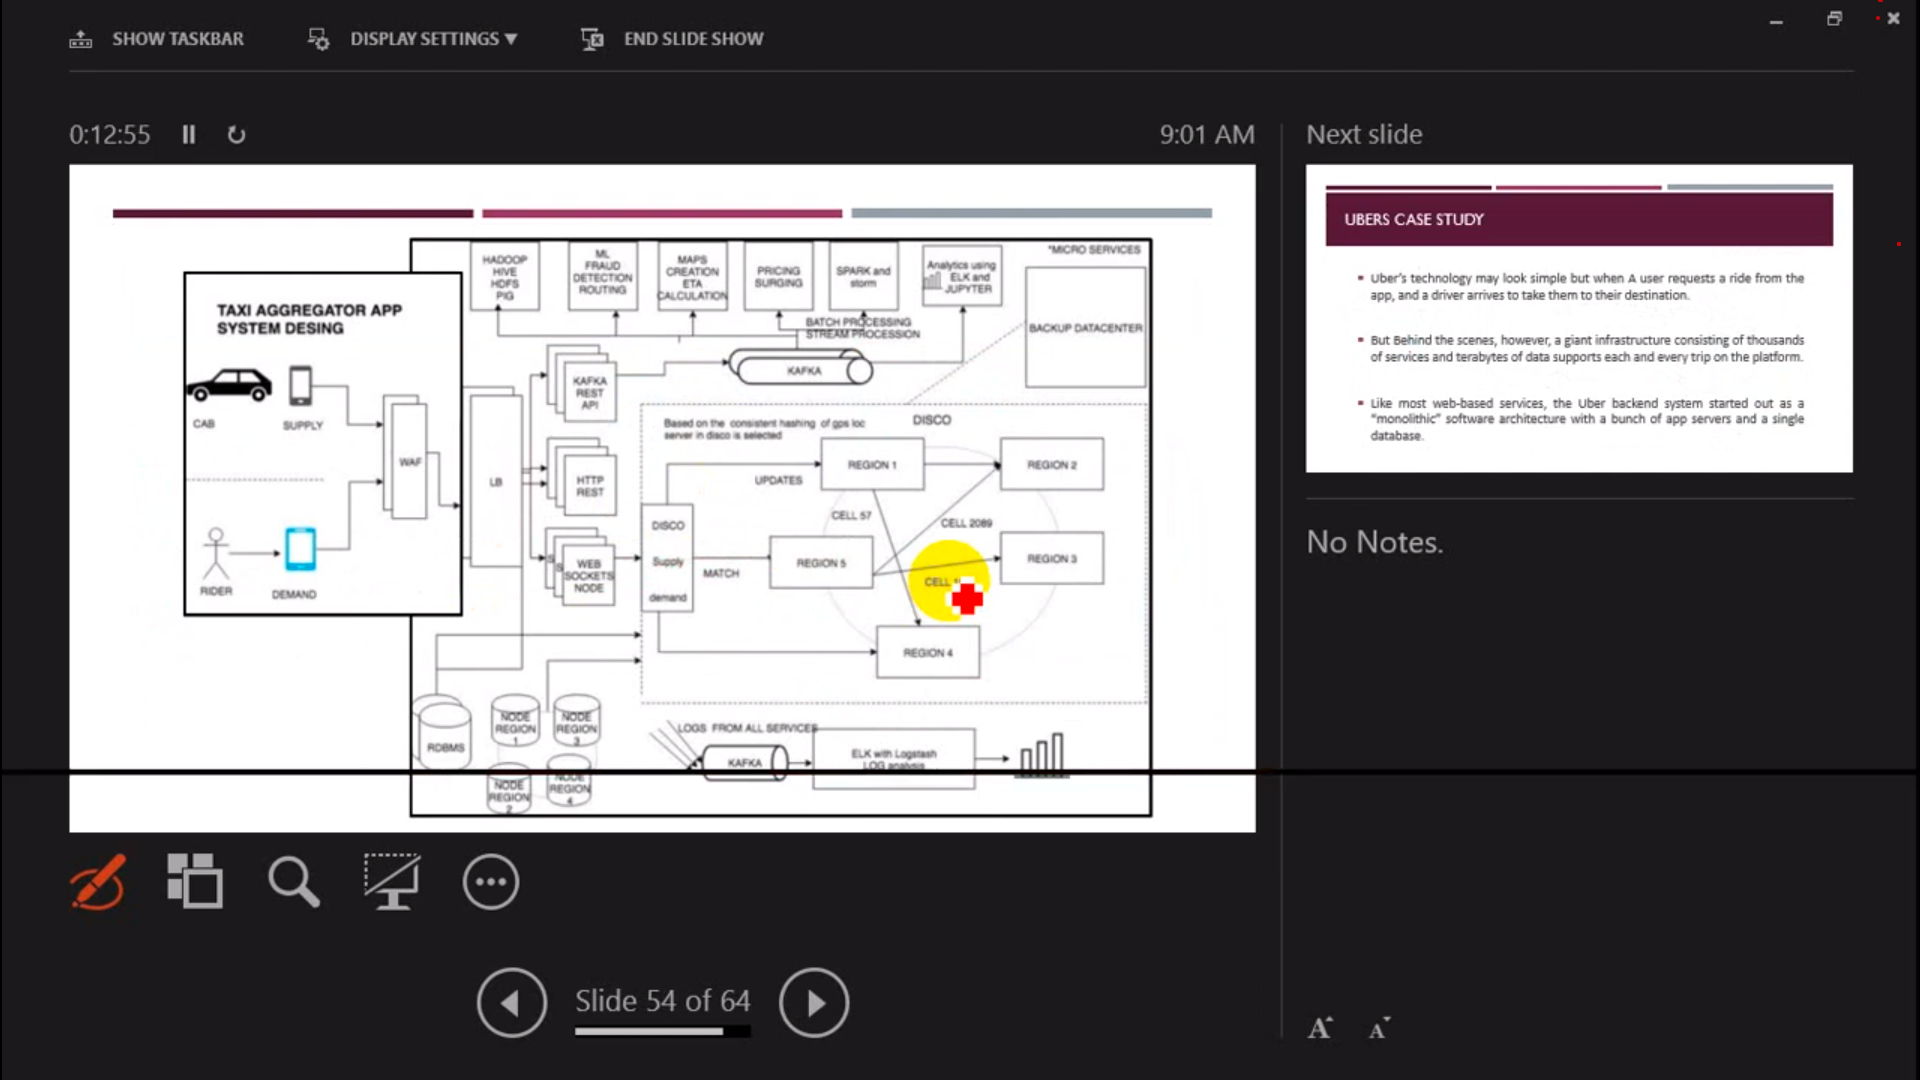 SHOW TASKBAR
DISPLAY SETTINGS ▼
END SLIDE SHOW
0:12:55
9:01 AM
Next slide
TAXI AGGREGATOR APP
SYSTEM DESING
CAB
SUPPLY
RIDER
DEMAND
WAF
LB
HADOOP
HIVE
HDFS
PIG
ML
FRAUD
DETECTION
ROUTING
MAPS
CREATION
ETA
CALCULATION
PRICING
SURGING
SPARK and
storm
Analytics using
ELK and
JUPYTER
*MICRO SERVICES
BACKUP DATACENTER
BATCH PROCESSING
STREAM PROCESSION
KAFKA
REST
API
KAFKA
HTTP
REST
S
S
WEB
SOCKETS
NODE
Based on the consistent hashing of gps loc
server in disco is selected
DISCO
REGION 1
REGION 2
UPDATES
CELL 57
CELL 2089
DISCO
Supply
demand
MATCH
REGION 5
REGION 3
CELL
REGION 4
RDBMS
NODE
REGION
1
NODE
REGION
3
NODE
REGION
2
NODE
REGION
4
LOGS FROM ALL SERVICES
KAFKA
ELK with Logstash
LOG analysis
UBERS CASE STUDY
▪ Uber's technology may look simple but when A user requests a ride from the
app, and a driver arrives to take them to their destination.
▪ But Behind the scenes, however, a giant infrastructure consisting of thousands
of services and terabytes of data supports each and every trip on the platform.
▪ Like most web-based services, the Uber backend system started out as a
"monolithic" software architecture with a bunch of app servers and a single
database.
No Notes.
Slide 54 of 64
A A